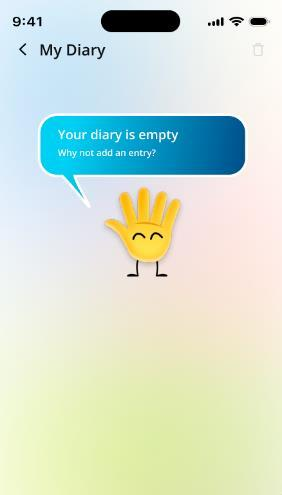 9:41
My Diary
Your diary is empty
Why not add an entry?